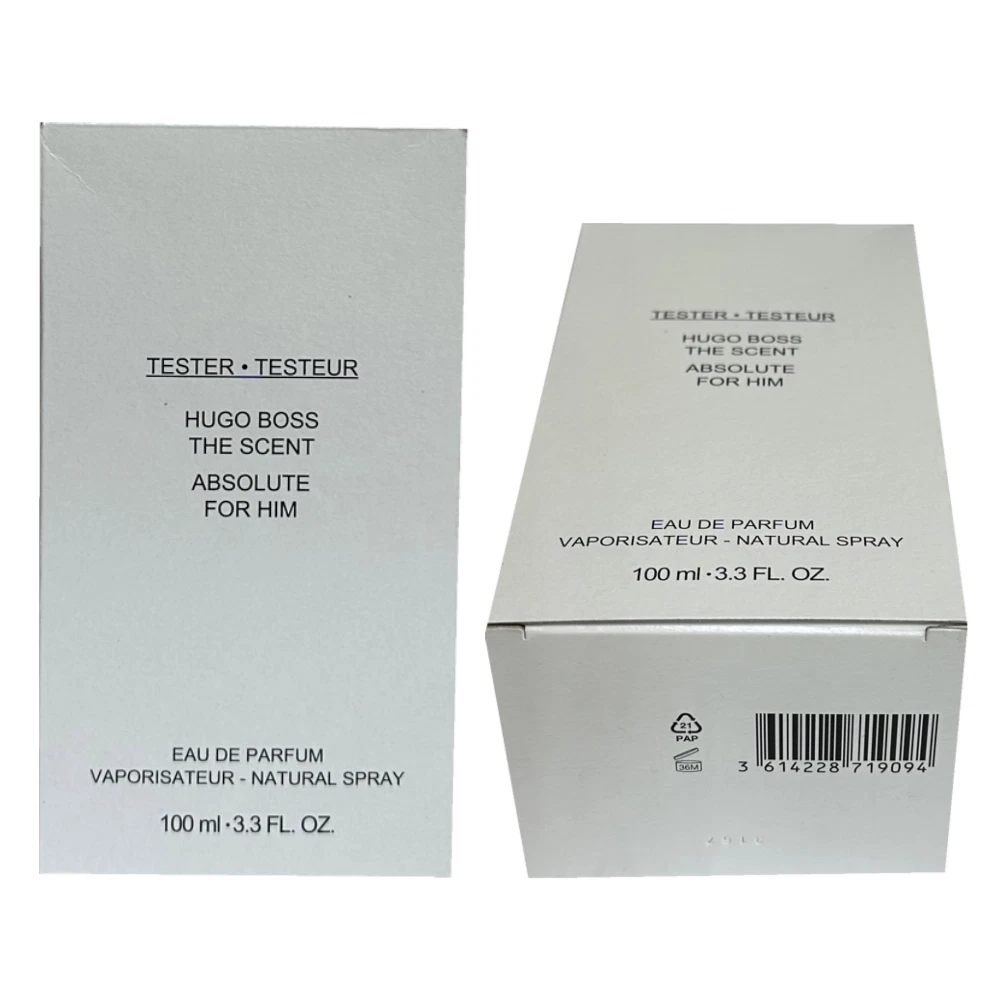 TESTER • TESTEUR
HUGO BOSS
THE SCENT
ABSOLUTE
FOR HIM
EAU DE PARFUM
VAPORISATEUR - NATURAL SPRAY
100 ml • 3.3 FL. OZ.
TESTER • TESTEUR
HUGO BOSS
THE SCENT
ABSOLUTE
FOR HIM
EAU DE PARFUM
VAPORISATEUR - NATURAL SPRAY
100 ml • 3.3 FL. OZ.
21
PAP
36M
3 614228 719094